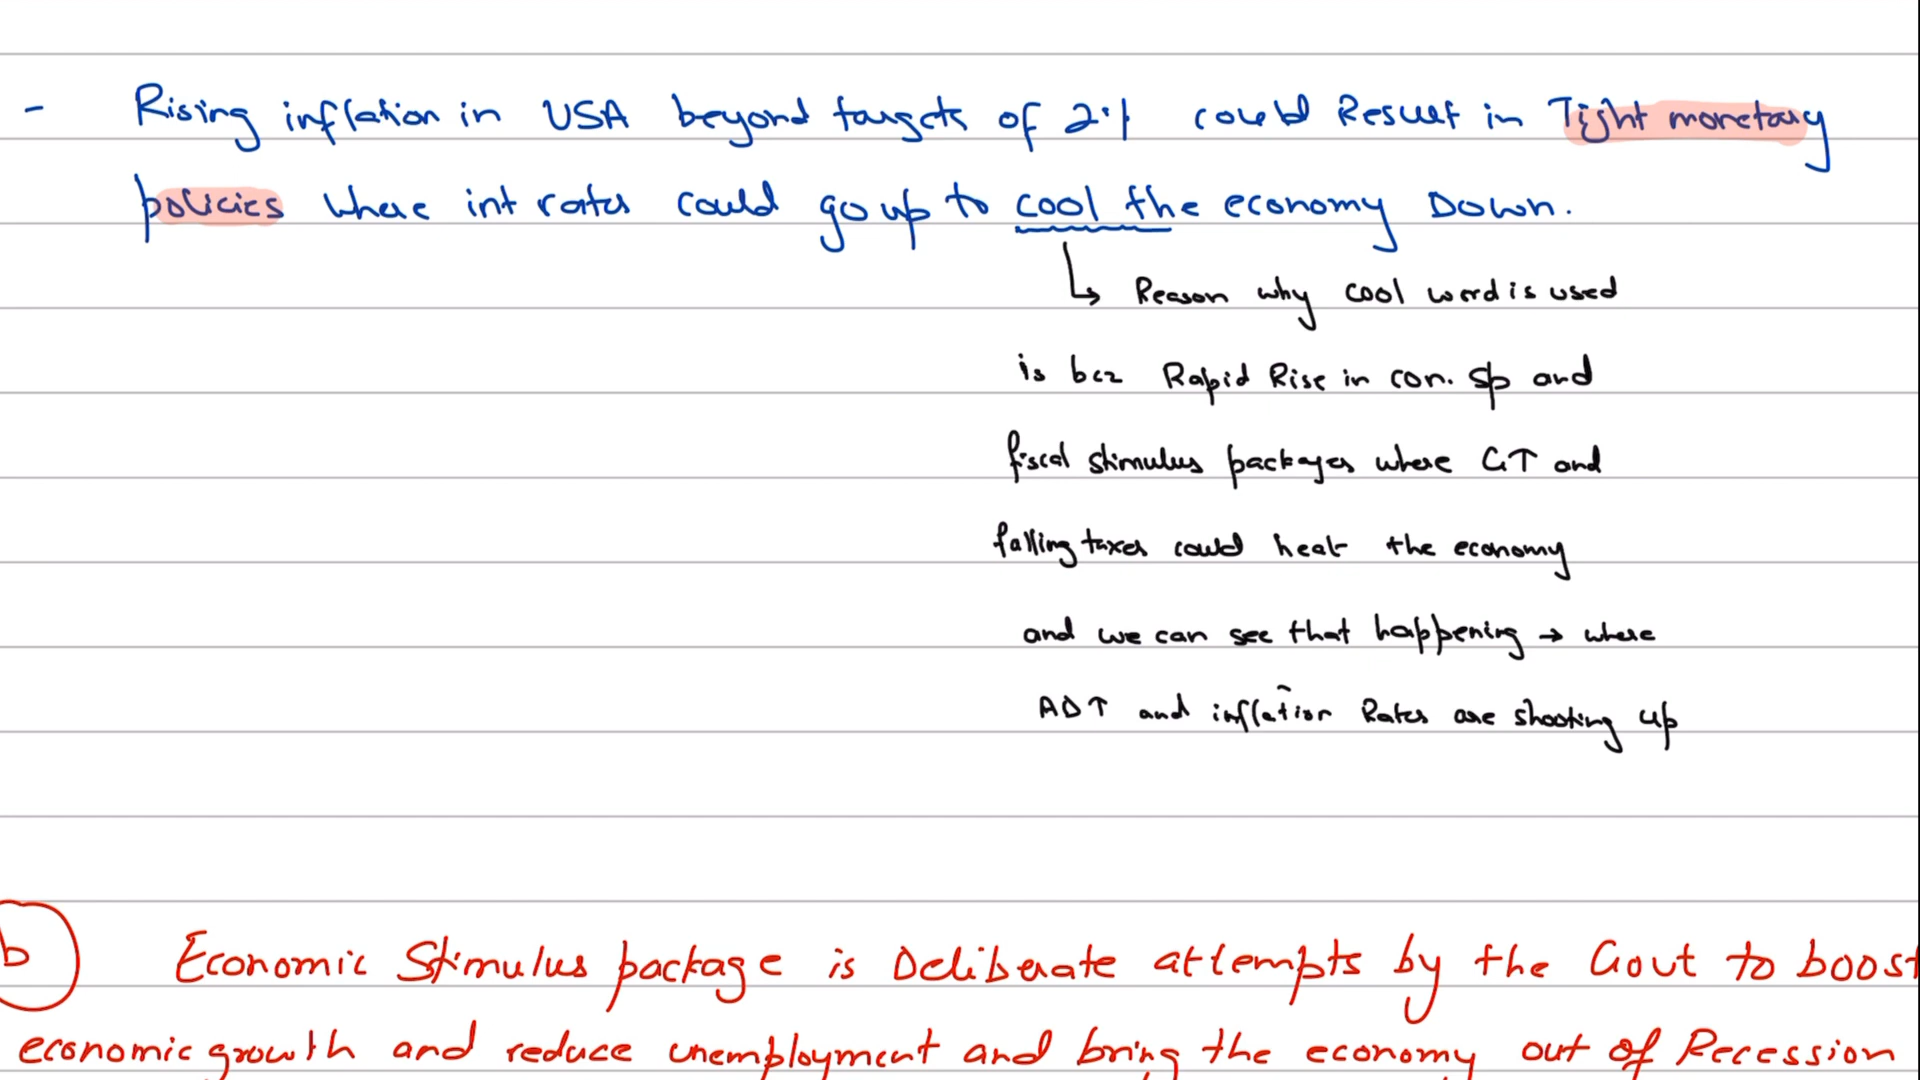 - Rising inflation in USA beyond targets of 2% could Result in Tight monetary
policies where int rates could go up to cool the economy Down.
↳ Reason why cool word is used
is bcz Rapid Rise in con. sp and
fiscal stimulus packages where G↑ and
falling taxes could heat the economy
and we can see that happening → where
AD↑ and inflation Rates are shooting up
b Economic Stimulus package is Deliberate attempts by the Govt to boost
economic growth and reduce unemployment and bring the economy out of Recession